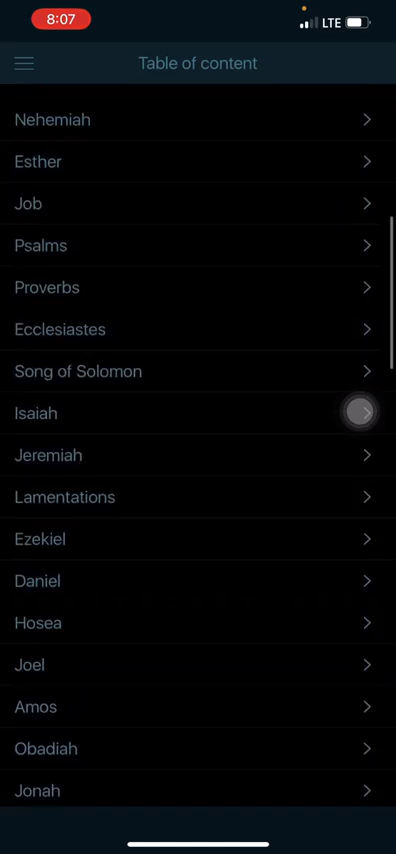 8:07
LTE
Table of content
Nehemiah
Esther
Job
Psalms
Proverbs
Ecclesiastes
Song of Solomon
Isaiah
Jeremiah
Lamentations
Ezekiel
Daniel
Hosea
Joel
Amos
Obadiah
Jonah